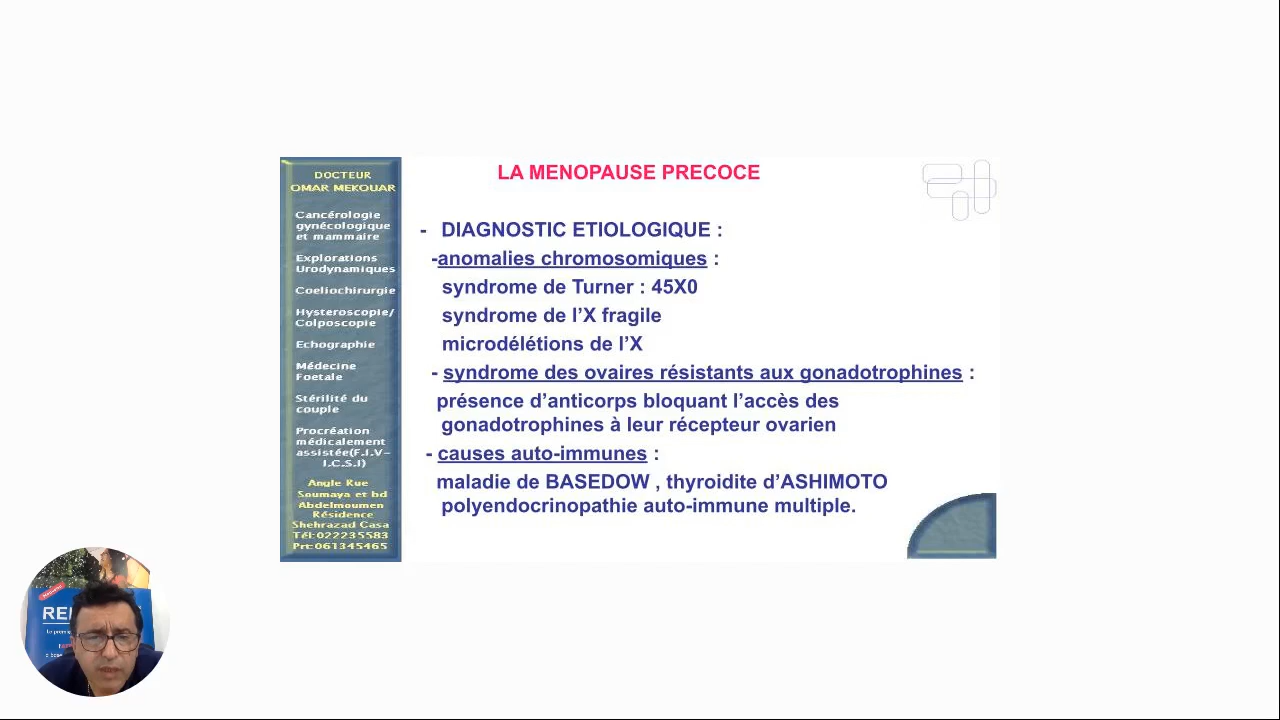 DOCTEUR
OMAR MEKOUAR
Cancérologie
gynécologique
et mammaire
Explorations
Urodynamiques
Coeliochirurgie
Hysteroscopie/
Colposcopie
Echographie
Médecine
Foetale
Stérilité du
couple
Procréation
médicalement
assistée(F.I.V-
I.C.S.I)
Angle Rue
Soumaya et bd
Abdelmoumen
Résidence
Shehrazad Casa
Tél:022235583
Prt:061345465
LA MENOPAUSE PRECOCE
- DIAGNOSTIC ETIOLOGIQUE :
-anomalies chromosomiques :
syndrome de Turner : 45X0
syndrome de l’X fragile
microdélétions de l’X
- syndrome des ovaires résistants aux gonadotrophines :
présence d’anticorps bloquant l’accès des
gonadotrophines à leur récepteur ovarien
- causes auto-immunes :
maladie de BASEDOW , thyroidite d’ASHIMOTO
polyendocrinopathie auto-immune multiple.
Le premie